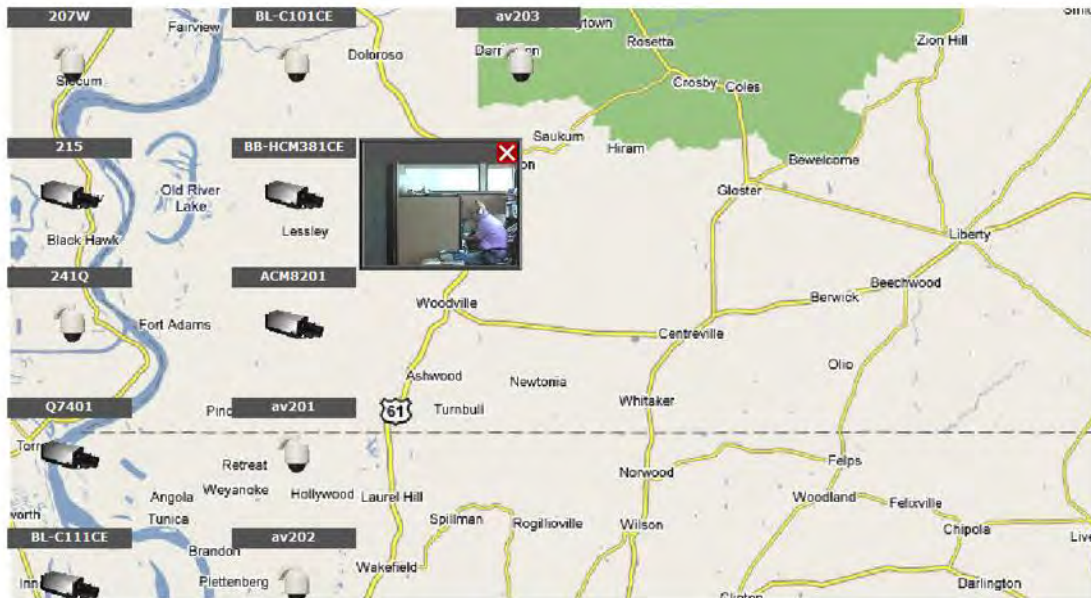 207W
BL-C101CE
av203
Fairview
Doloroso
Rosetta
Zion Hill
Crosby
Coles
Saukum
Hiram
215
BB-HCM381CE
Bewelcome
Old River
Lake
Gloster
Lessley
Black Hawk
Liberty
241Q
ACM8201
Beechwood
Berwick
Woodville
Fort Adams
Centreville
Olio
Ashwood
Newtonia
Whitaker
Q7401
av201
61
Turnbull
Retreat
Felps
Norwood
Angola
Weyanoke
Hollywood
Laurel Hill
Woodland
Felixville
Tunica
Spillman
Rogillioville
Wilson
Chipola
BL-C111CE
av202
Brandon
Wakefield
Plettenberg
Darlington